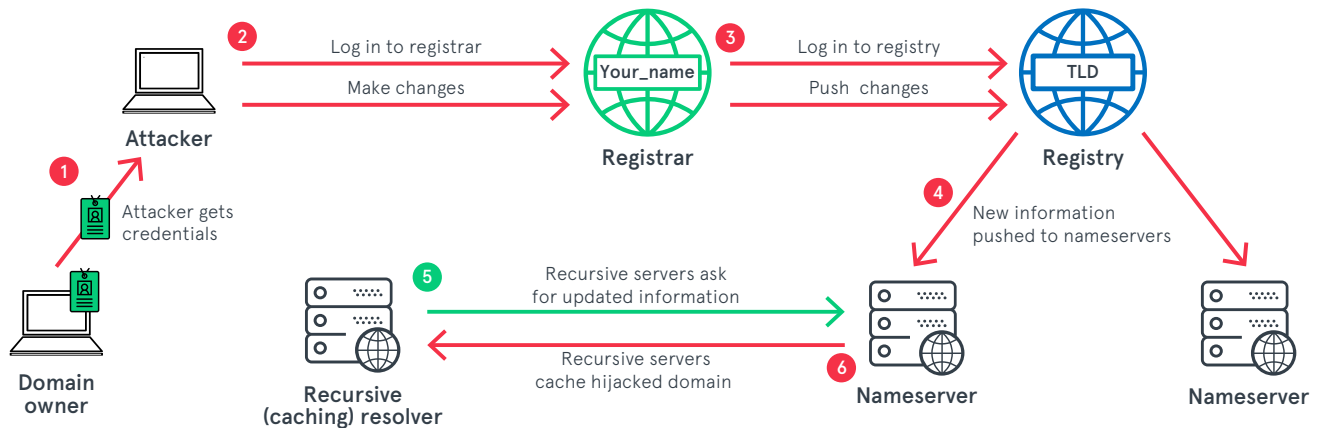 2
Log in to registrar
Make changes
Your_name
3
Log in to registry
Push changes
TLD
Attacker
Registrar
Registry
1
Attacker gets
credentials
4
New information
pushed to nameservers
5
Recursive servers ask
for updated information
Recursive servers
cache hijacked domain
6
Domain
owner
Recursive
(caching) resolver
Nameserver
Nameserver